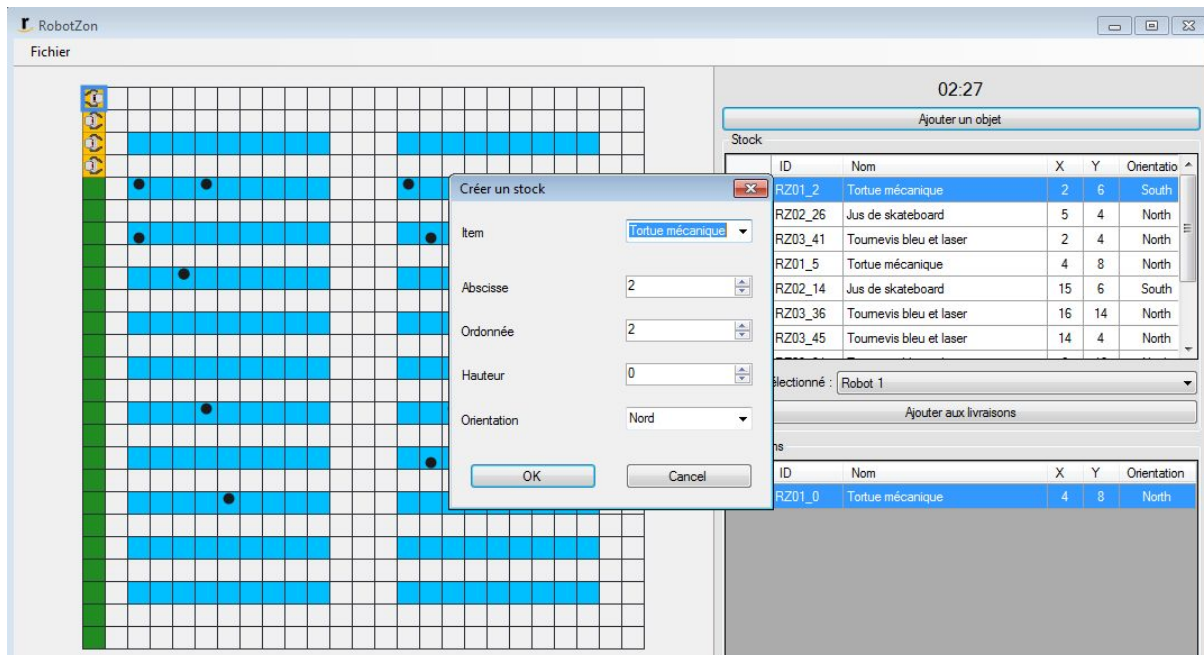 RobotZon
Fichier
02:27
Ajouter un objet
Stock
ID Nom X Y Orientatio
RZ01_2 Tortue mécanique 2 6 South
RZ02_26 Jus de skateboard 5 4 North
RZ03_41 Tournevis bleu et laser 2 4 North
RZ01_5 Tortue mécanique 4 8 North
RZ02_14 Jus de skateboard 15 6 South
RZ03_36 Tournevis bleu et laser 16 14 North
RZ03_45 Tournevis bleu et laser 14 4 North
électionné : Robot 1
Ajouter aux livraisons
ns
ID Nom X Y Orientation
RZ01_0 Tortue mécanique 4 8 North
Créer un stock
Item Tortue mécanique
Abscisse 2
Ordonnée 2
Hauteur 0
Orientation Nord
OK Cancel